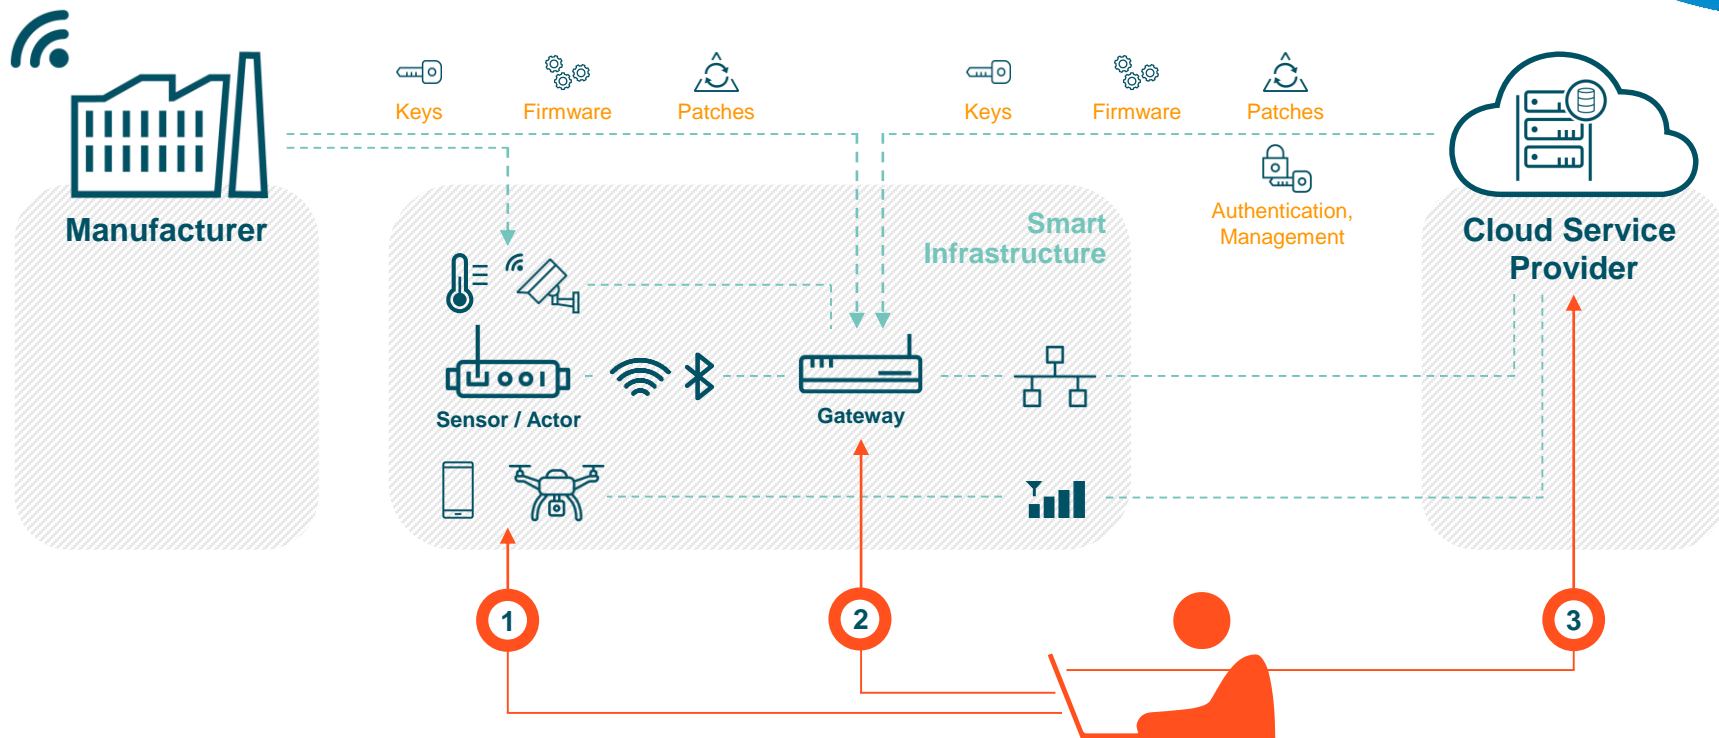 Keys
Firmware
Patches
Keys
Firmware
Patches
Manufacturer
Smart
Infrastructure
Authentication,
Management
Cloud Service
Provider
Sensor / Actor
Gateway
1
2
3